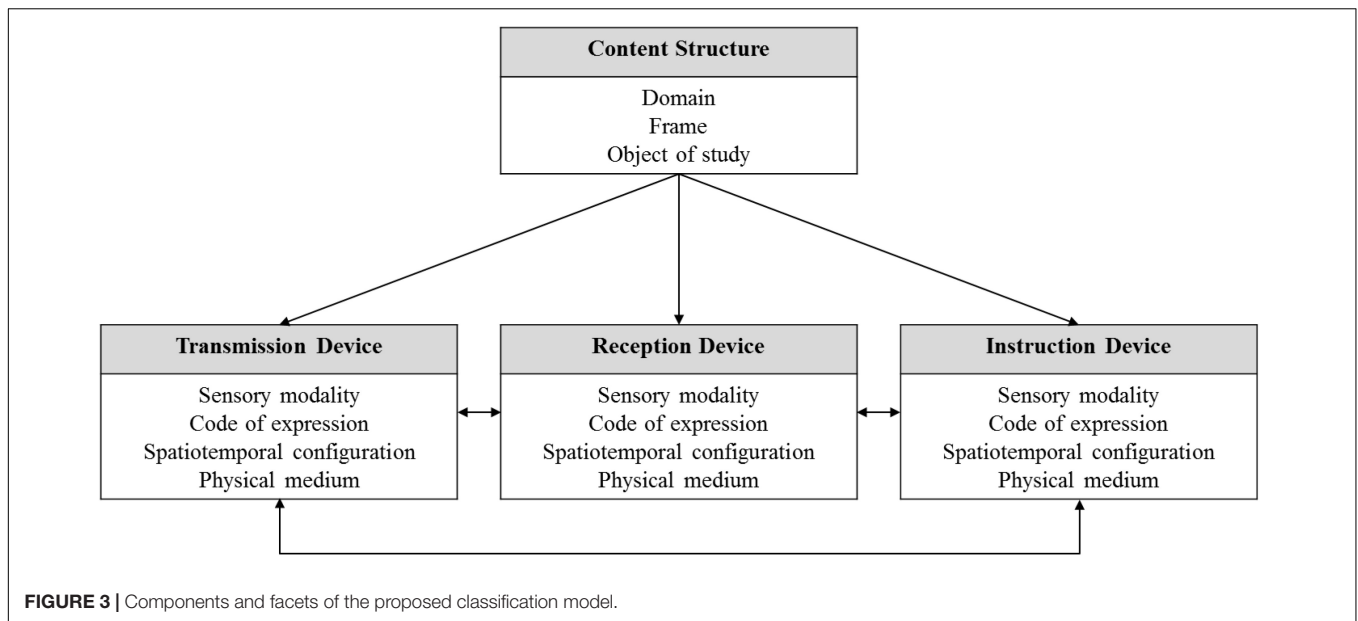 Content Structure
Domain
Frame
Object of study
Transmission Device
Sensory modality
Code of expression
Spatiotemporal configuration
Physical medium
Reception Device
Sensory modality
Code of expression
Spatiotemporal configuration
Physical medium
Instruction Device
Sensory modality
Code of expression
Spatiotemporal configuration
Physical medium
FIGURE 3 | Components and facets of the proposed classification model.